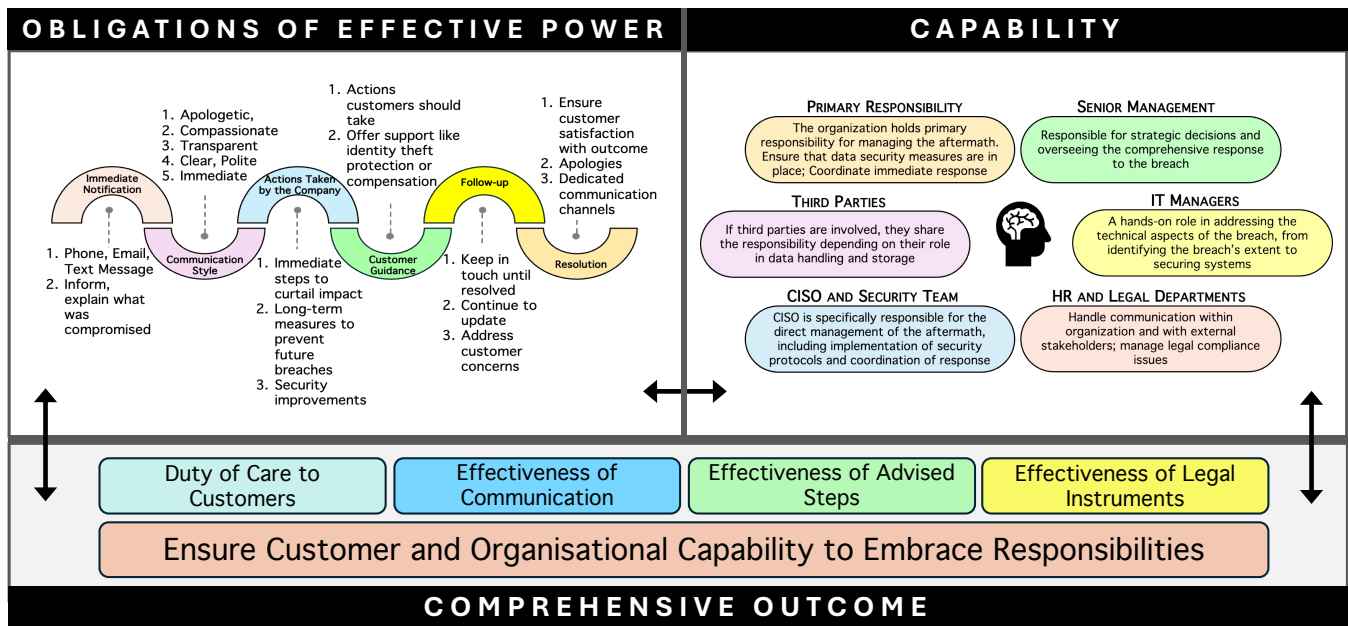 OBLIGATIONS OF EFFECTIVE POWER
Immediate
Notification
1. Phone, Email,
Text Message
2. Inform,
explain what
was
compromised
1. Apologetic,
2. Compassionate
3. Transparent
4. Clear, Polite
5. Immediate
Communication
Style
Actions Taken
by the Company
1. Immediate
steps to
curtail impact
2. Long-term
measures to
prevent
future
breaches
3. Security
improvements
1. Actions
customers should
take
2. Offer support like
identity theft
protection or
compensation
Customer
Guidance
Follow-up
1. Keep in
touch until
resolved
2. Continue to
update
3. Address
customer
concerns
1. Ensure
customer
satisfaction
with outcome
2. Apologies
3. Dedicated
communication
channels
Resolution
CAPABILITY
PRIMARY RESPONSIBILITY
The organization holds primary
responsibility for managing the aftermath.
Ensure that data security measures are in
place; Coordinate immediate response
SENIOR MANAGEMENT
Responsible for strategic decisions and
overseeing the comprehensive response
to the breach
THIRD PARTIES
If third parties are involved, they share
the responsibility depending on their role
in data handling and storage
IT MANAGERS
A hands-on role in addressing the
technical aspects of the breach, from
identifying the breach's extent to
securing systems
CISO AND SECURITY TEAM
CISO is specifically responsible for the
direct management of the aftermath,
including implementation of security
protocols and coordination of response
HR AND LEGAL DEPARTMENTS
Handle communication within
organization and with external
stakeholders; manage legal compliance
issues
Duty of Care to
Customers
Effectiveness of
Communication
Effectiveness of Advised
Steps
Effectiveness of Legal
Instruments
Ensure Customer and Organisational Capability to Embrace Responsibilities
COMPREHENSIVE OUTCOME